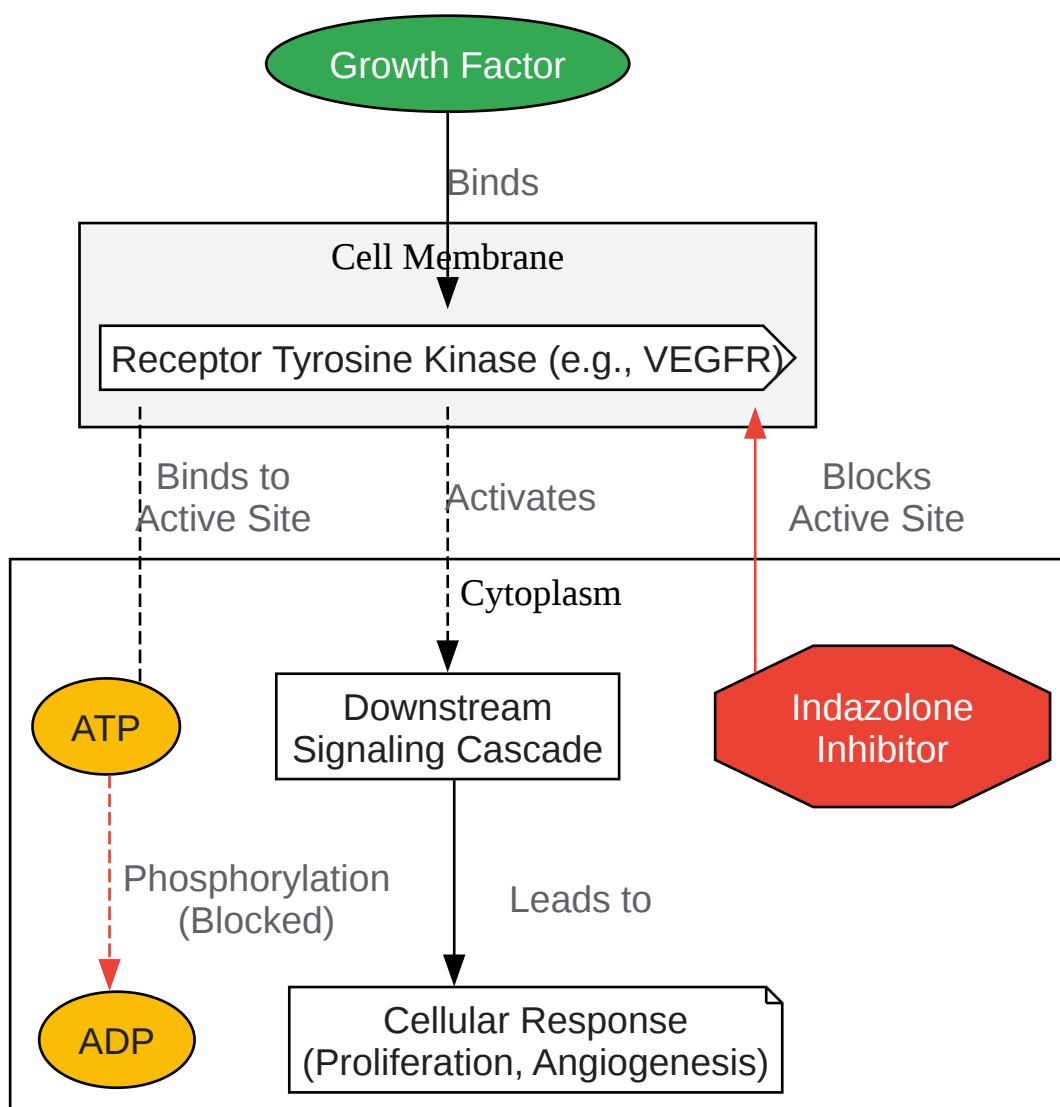 Growth Factor
Binds
Cell Membrane
Receptor Tyrosine Kinase (e.g., VEGFR)
Binds to
Active Site
Activates
Blocks
Active Site
Cytoplasm
ATP
Downstream
Signaling Cascade
Indazolone
Inhibitor
Phosphorylation
(Blocked)
Leads to
ADP
Cellular Response
(Proliferation, Angiogenesis)